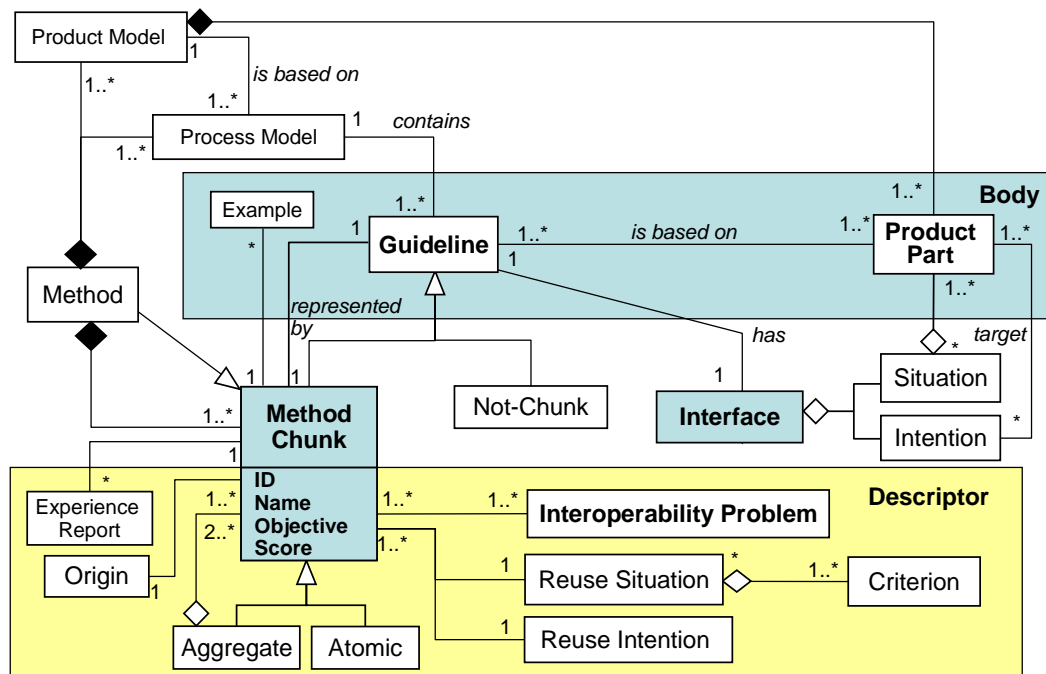 Product Model
1
is based on
1..*
1..*
Process Model
1
contains
1..*
1..*
1..*
Body
Example
*
1
Guideline
1..*
is based on
1..*
Product
Part
1..*
1
1..*
Method
represented
by
has
target
*
Situation
1
1
1
Not-Chunk
Interface
Intention
*
1..*
Method
Chunk
1
*
Experience
Report
ID
Name
Objective
Score
1..*
2..*
1..*
1..*
Interoperability Problem
Descriptor
1..*
Origin
1
1
Reuse Situation
*
1..*
Criterion
Aggregate
Atomic
1
Reuse Intention